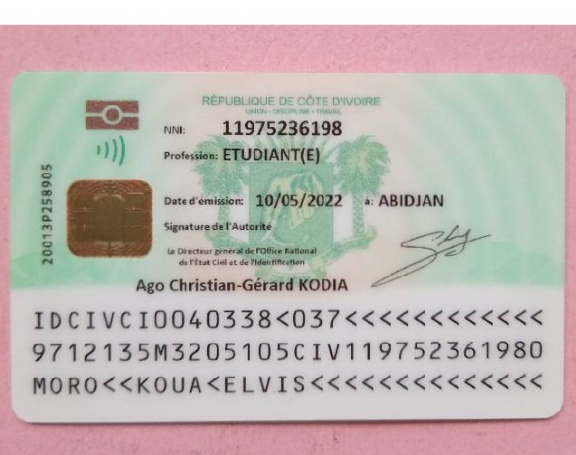 RÉPUBLIQUE DE CÔTE D'IVOIRE
UNION - DISCIPLINE - TRAVAIL
NNI: 11975236198
Profession: ETUDIANT(E)
Date d'émission: 10/05/2022 à: ABIDJAN
Signature de l'Autorité
Le Directeur général de l'Office National
de l'État Civil et de l'Identification
Ago Christian-Gérard KODIA
20013P258905
IDCIVCI0040338<037<<<<<<<<<<<<
9712135M3205105CIV119752361980
MORO<<KOUA<ELVIS<<<<<<<<<<<<<<